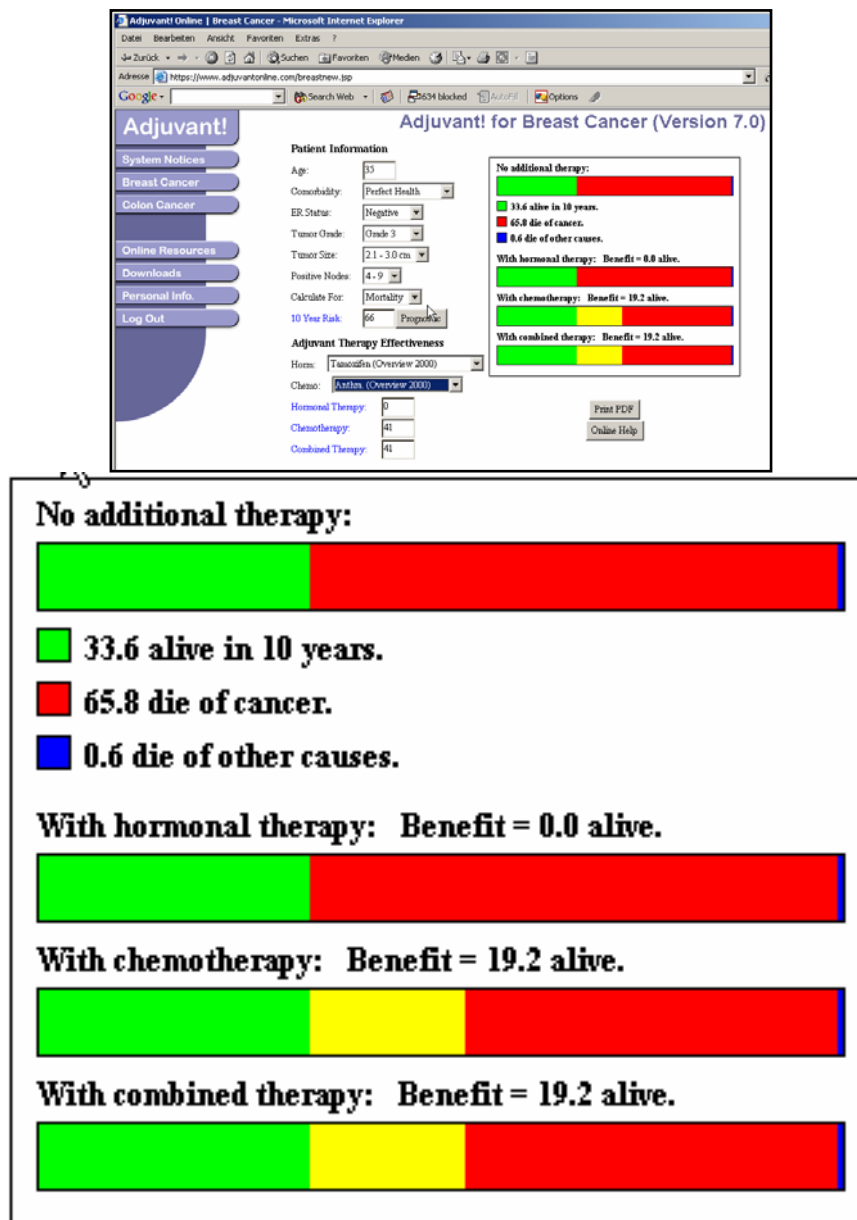 Adjuvant! Online | Breast Cancer - Microsoft Internet Explorer
Datei Bearbeiten Ansicht Favoriten Extras ?
Zurück Suchen Favoriten Medien
Adresse https://www.adjuvantonline.com/breastnew.jsp
Google Search Web 2634 blocked AutoFill Options
Adjuvant!
Adjuvant! for Breast Cancer (Version 7.0)
System Notices
Breast Cancer
Colon Cancer
Online Resources
Downloads
Personal Info.
Log Out
Patient Information
Age: 35
Comorbidity: Perfect Health
ER Status: Negative
Tumor Grade: Grade 3
Tumor Size: 2.1 - 3.0 cm
Positive Nodes: 4 - 9
Calculate For: Mortality
10 Year Risk: 66 Prognostic
Adjuvant Therapy Effectiveness
Horm: Tamoxifen (Overview 2000)
Chemo: Anthra. (Overview 2000)
Hormonal Therapy: 0
Chemotherapy: 41
Combined Therapy: 41
No additional therapy:
33.6 alive in 10 years.
65.8 die of cancer.
0.6 die of other causes.
With hormonal therapy: Benefit = 0.0 alive.
With chemotherapy: Benefit = 19.2 alive.
With combined therapy: Benefit = 19.2 alive.
Print PDF
Online Help
No additional therapy:
33.6 alive in 10 years.
65.8 die of cancer.
0.6 die of other causes.
With hormonal therapy: Benefit = 0.0 alive.
With chemotherapy: Benefit = 19.2 alive.
With combined therapy: Benefit = 19.2 alive.